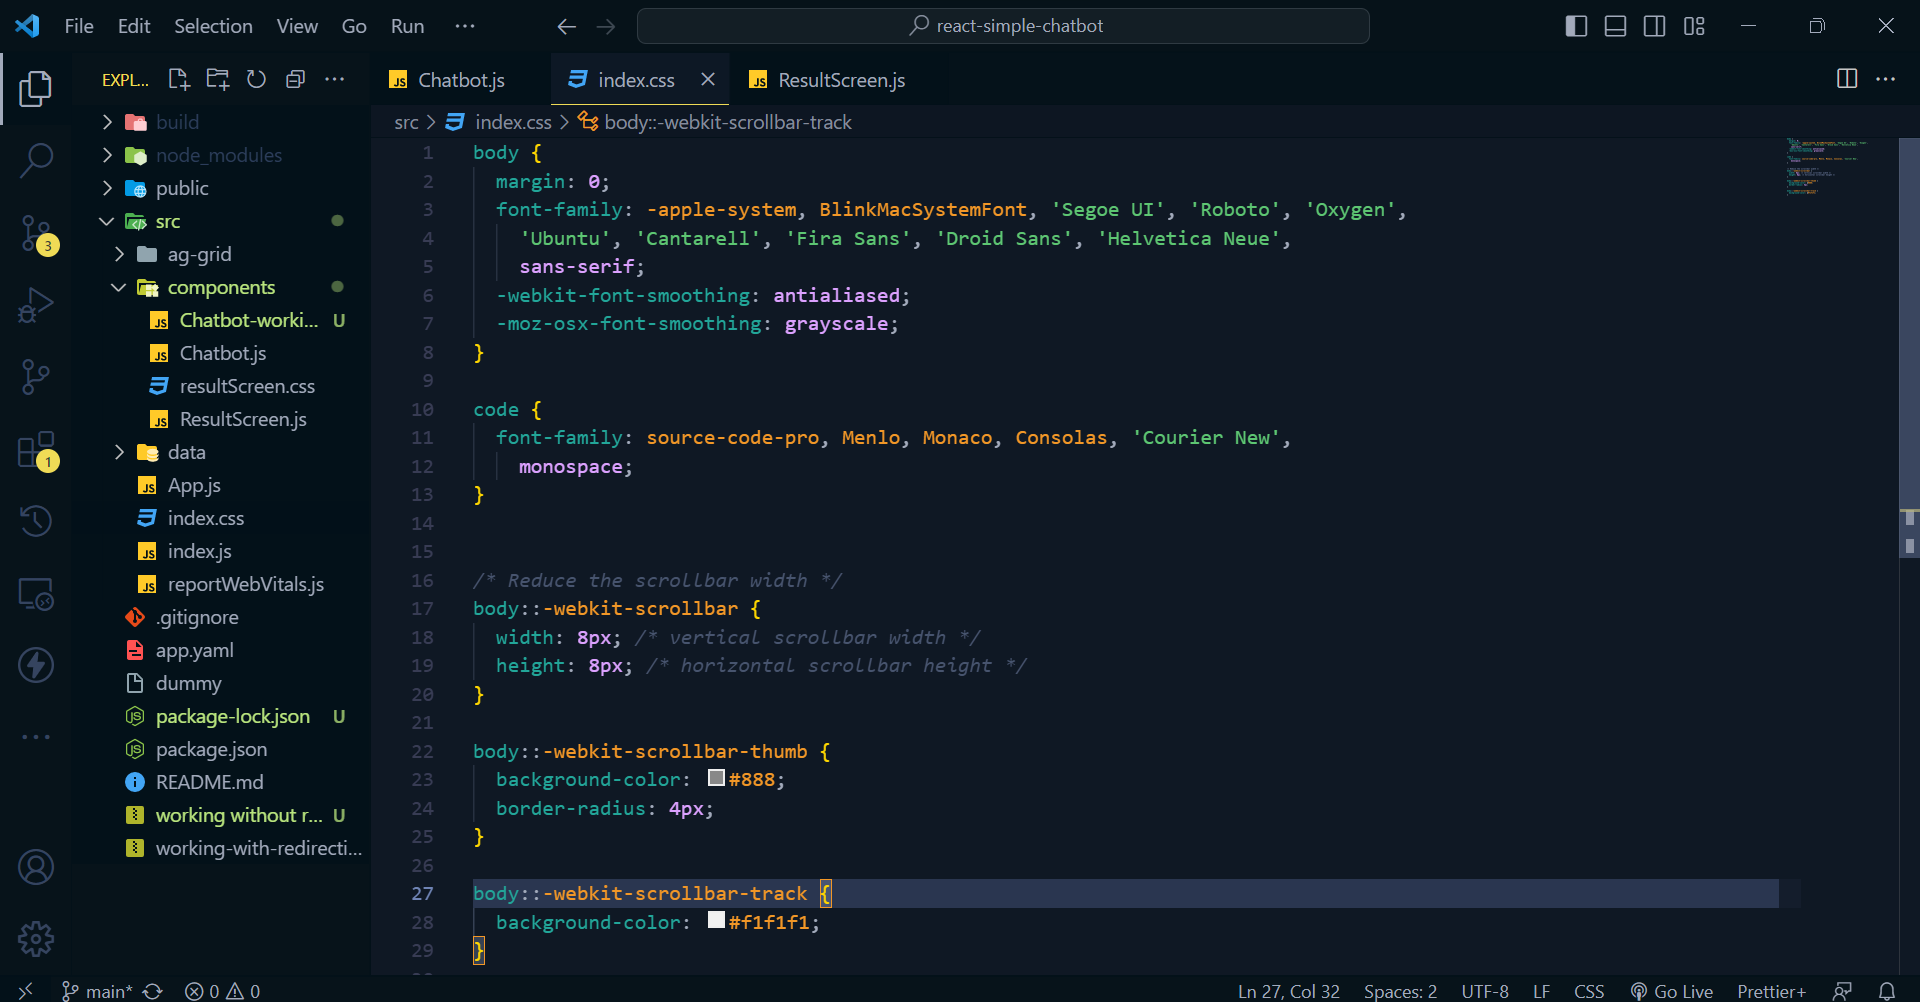 File Edit Selection View Go Run ··· react-simple-chatbot
EXPL...
Chatbot.js index.css ResultScreen.js
src > index.css > body::-webkit-scrollbar-track
build
node_modules
public
src
ag-grid
components
Chatbot-worki... U
Chatbot.js
resultScreen.css
ResultScreen.js
data
App.js
index.css
index.js
reportWebVitals.js
.gitignore
app.yaml
dummy
package-lock.json U
package.json
README.md
working without r... U
working-with-redirecti...
3
1
1 body {
2 margin: 0;
3 font-family: -apple-system, BlinkMacSystemFont, 'Segoe UI', 'Roboto', 'Oxygen',
4 'Ubuntu', 'Cantarell', 'Fira Sans', 'Droid Sans', 'Helvetica Neue',
5 sans-serif;
6 -webkit-font-smoothing: antialiased;
7 -moz-osx-font-smoothing: grayscale;
8 }
9
10 code {
11 font-family: source-code-pro, Menlo, Monaco, Consolas, 'Courier New',
12 monospace;
13 }
14
15
16 /* Reduce the scrollbar width */
17 body::-webkit-scrollbar {
18 width: 8px; /* vertical scrollbar width */
19 height: 8px; /* horizontal scrollbar height */
20 }
21
22 body::-webkit-scrollbar-thumb {
23 background-color: #888;
24 border-radius: 4px;
25 }
26
27 body::-webkit-scrollbar-track {
28 background-color: #f1f1f1;
29 }
main* 0 0 Ln 27, Col 32 Spaces: 2 UTF-8 LF CSS Go Live Prettier+